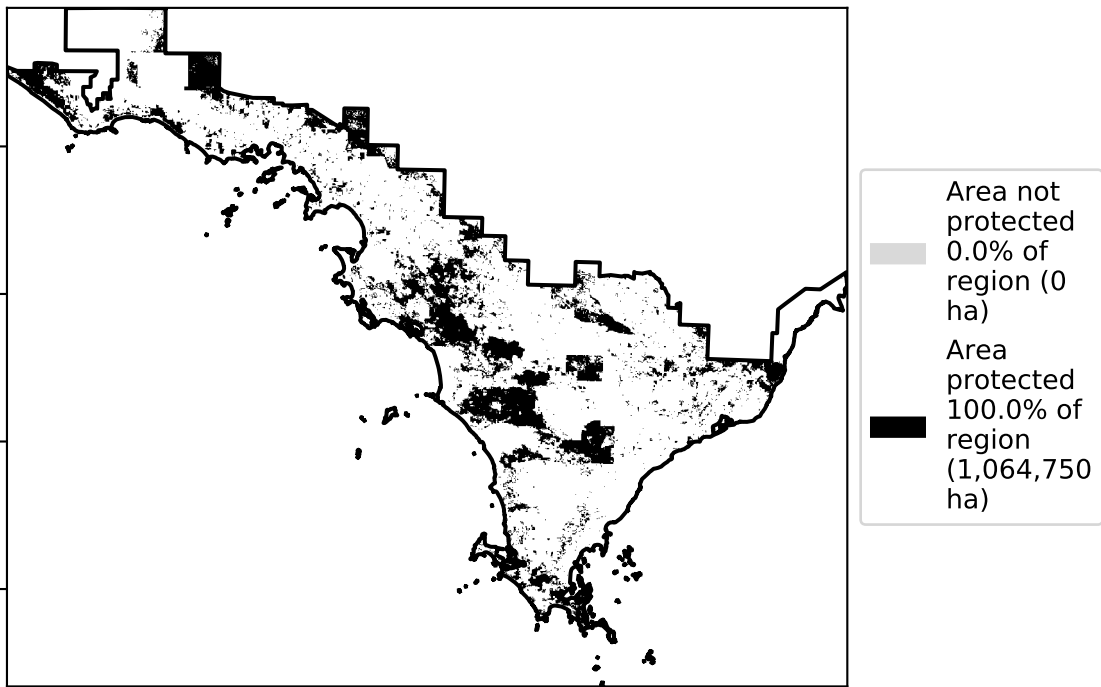 Area not
protected
0.0% of
region (0
ha)
Area
protected
100.0% of
region
(1,064,750
ha)